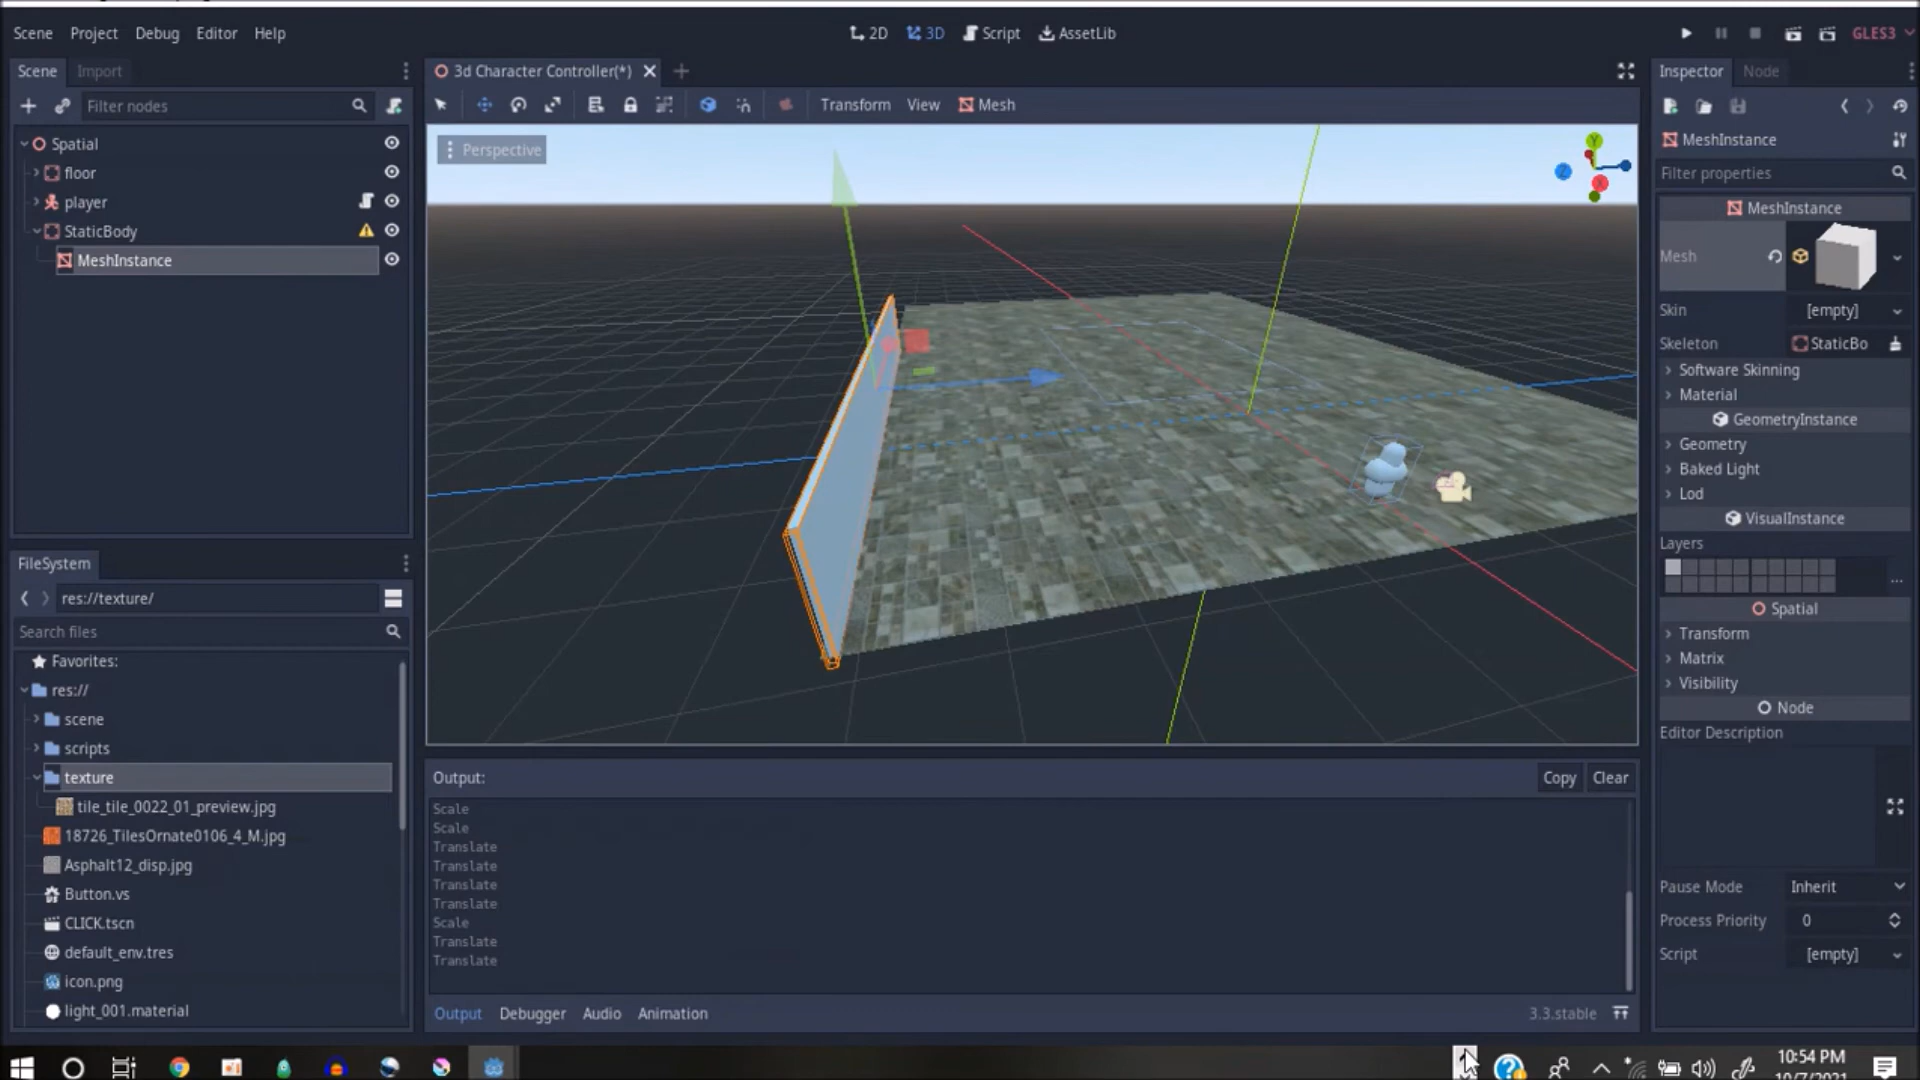 Scene Project Debug Editor Help
2D 3D Script AssetLib
GLES3
Scene Import
3d Character Controller(*)
Inspector Node
Filter nodes
Transform View Mesh
Spatial
floor
player
StaticBody
MeshInstance
Perspective
Y
Z
X
MeshInstance
Filter properties
MeshInstance
Mesh
Skin [empty]
Skeleton StaticBo
Software Skinning
Material
GeometryInstance
Geometry
Baked Light
Lod
VisualInstance
Layers
Spatial
Transform
Matrix
Visibility
Node
Editor Description
Pause Mode Inherit
Process Priority 0
Script [empty]
FileSystem
res://texture/
Search files
Favorites:
res://
scene
scripts
texture
tile_tile_0022_01_preview.jpg
18726_TilesOrnate0106_4_M.jpg
Asphalt12_disp.jpg
Button.vs
CLICK.tscn
default_env.tres
icon.png
light_001.material
Output: Copy Clear
Scale
Scale
Translate
Translate
Translate
Translate
Scale
Translate
Translate
Output Debugger Audio Animation 3.3.stable
10:54 PM
10/7/2021